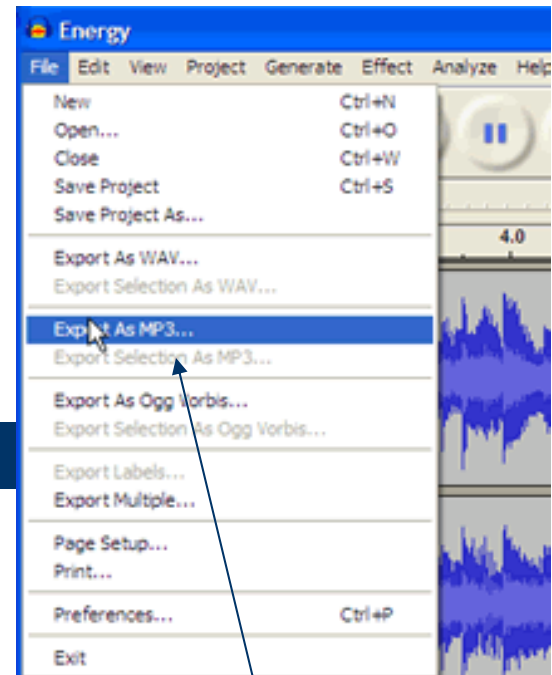 Energy
File Edit View Project Generate Effect Analyze Help
New Ctrl+N
Open... Ctrl+O
Close Ctrl+W
Save Project Ctrl+S
Save Project As...
4.0
Export As WAV...
Export Selection As WAV...
Export As MP3...
Export Selection As MP3...
Export As Ogg Vorbis...
Export Selection As Ogg Vorbis...
Export Labels...
Export Multiple...
Page Setup...
Print...
Preferences... Ctrl+P
Exit